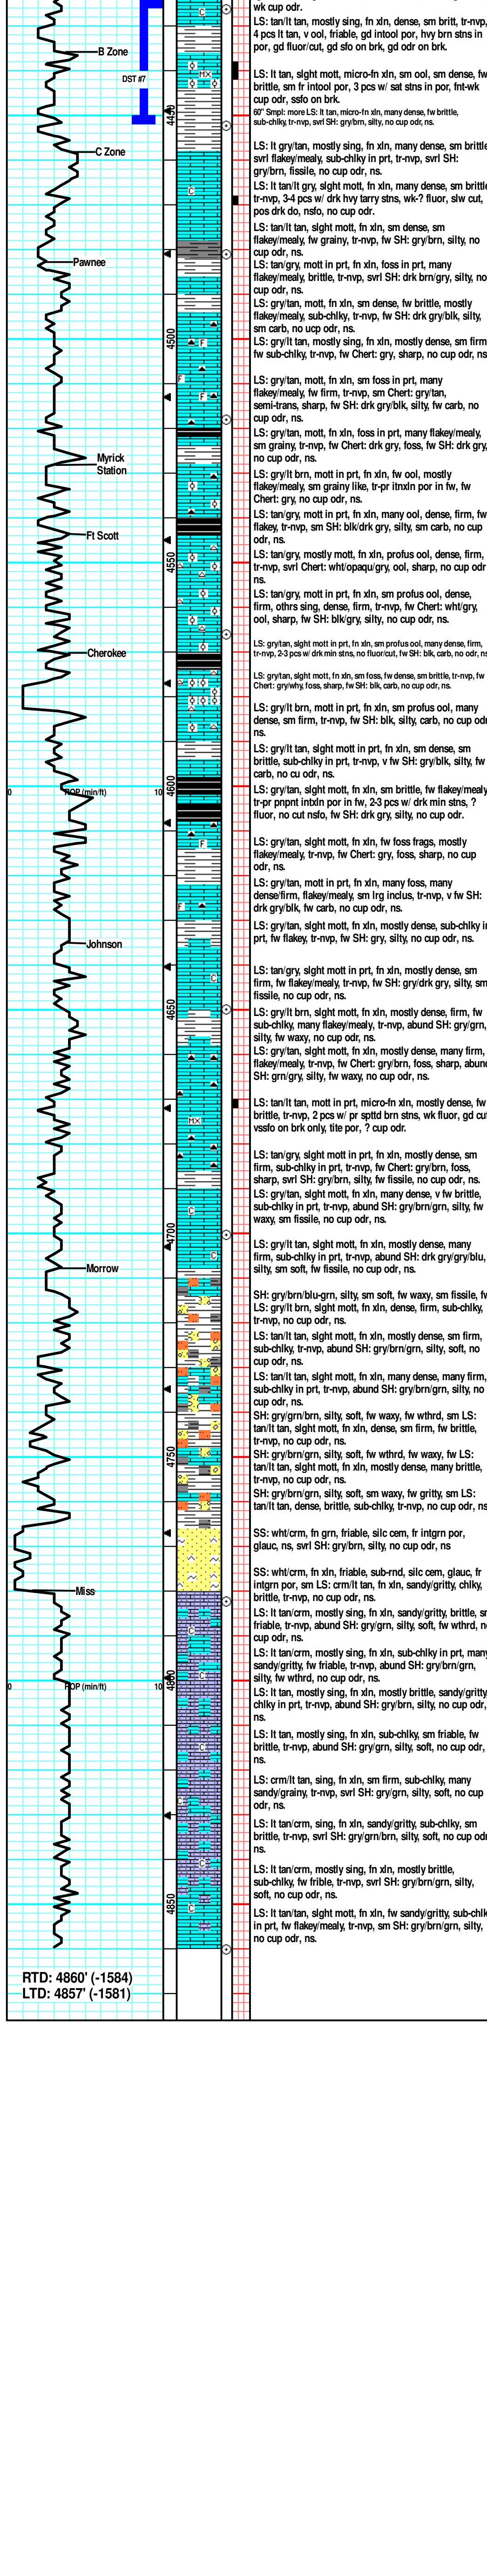 wk cup odr.
LS: tan/lt tan, mostly sing, fn xln, dense, sm britt, tr-nvp,
4 pcs lt tan, v ool, friable, gd intool por, hvy brn stns in
por, gd fluor/cut, gd sfo on brk, gd odr on brk.
B Zone
DST #7
LS: lt tan, slght mott, micro-fn xln, sm ool, sm dense, fw
brittle, sm fr intool por, 3 pcs w/ sat stns in por, fnt-wk
cup odr, ssfo on brk.
60" Smpl: more LS: lt tan, micro-fn xln, many dense, fw brittle,
sub-chlky, tr-nvp, svrl SH: gry/brn, silty, no cup odr, ns.
4450
C Zone
LS: lt gry/tan, mostly sing, fn xln, many dense, sm brittle
svrl flakey/mealy, sub-chlky in prt, tr-nvp, svrl SH:
gry/brn, fissile, no cup odr, ns.
LS: lt tan/lt gry, slght mott, fn xln, many dense, sm brittle
tr-nvp, 3-4 pcs w/ drk hvy tarry stns, wk-? fluor, slw cut,
pos drk do, nsfo, no cup odr.
LS: tan/lt tan, slght mott, fn xln, sm dense, sm
flakey/mealy, fw grainy, tr-nvp, fw SH: gry/brn, silty, no
cup odr, ns.
Pawnee
LS: tan/gry, mott in prt, fn xln, foss in prt, many
flakey/mealy, brittle, tr-nvp, svrl SH: drk brn/gry, silty, no
cup odr, ns.
LS: gry/tan, mott, fn xln, sm dense, fw brittle, mostly
flakey/mealy, sub-chlky, tr-nvp, fw SH: drk gry/blk, silty,
sm carb, no ucp odr, ns.
4500
LS: gry/lt tan, mostly sing, fn xln, mostly dense, sm firm
fw sub-chlky, tr-nvp, fw Chert: gry, sharp, no cup odr, ns
LS: gry/tan, mott, fn xln, sm foss in prt, many
flakey/mealy, fw firm, tr-nvp, sm Chert: gry/tan,
semi-trans, sharp, fw SH: drk gry/blk, silty, fw carb, no
cup odr, ns.
LS: gry/tan, mott, fn xln, foss in prt, many flakey/mealy,
sm grainy, tr-nvp, fw Chert: drk gry, foss, fw SH: drk gry,
no cup odr, ns.
Myrick
Station
LS: gry/lt brn, mott in prt, fn xln, fw ool, mostly
flakey/mealy, sm grainy like, tr-pr itnxln por in fw, fw
Chert: gry, no cup odr, ns.
LS: tan/gry, mott in prt, fn xln, many ool, dense, firm, fw
flakey, tr-nvp, sm SH: blk/drk gry, silty, sm carb, no cup
odr, ns.
Ft Scott
4550
LS: tan/gry, mostly mott, fn xln, profus ool, dense, firm,
tr-nvp, svrl Chert: wht/opaqu/gry, ool, sharp, no cup odr
ns.
LS: tan/gry, mott in prt, fn xln, sm profus ool, dense,
firm, othrs sing, dense, firm, tr-nvp, fw Chert: wht/gry,
ool, sharp, fw SH: blk/gry, silty, no cup odr, ns.
Cherokee
LS: gry/tan, slght mott in prt, fn xln, sm profus ool, many dense, firm,
tr-nvp, 2-3 pcs w/ drk min stns, no fluor/cut, fw SH: blk, carb, no odr, ns
LS: gry/tan, slght mott, fn xln, sm foss, fw dense, sm brittle, tr-nvp, fw
Chert: gry/why, foss, sharp, fw SH: blk, carb, no cup odr, ns.
LS: gry/lt brn, mott in prt, fn xln, sm profus ool, many
dense, sm firm, tr-nvp, fw SH: blk, silty, carb, no cup odr
ns.
LS: gry/lt tan, slght mott in prt, fn xln, sm dense, sm
brittle, sub-chlky in prt, tr-nvp, v fw SH: gry/blk, silty, fw
carb, no cu odr, ns.
4600
0 ROP (min/ft) 10
LS: gry/tan, slght mott, fn xln, sm brittle, fw flakey/mealy
tr-pr pnpnt intxln por in fw, 2-3 pcs w/ drk min stns, ?
fluor, no cut nsfo, fw SH: drk gry, silty, no cup odr.
LS: gry/tan, slght mott, fn xln, fw foss frags, mostly
flakey/mealy, tr-nvp, fw Chert: gry, foss, sharp, no cup
odr, ns.
LS: gry/tan, mott in prt, fn xln, many foss, many
dense/firm, flakey/mealy, sm lrg inclus, tr-nvp, v fw SH:
drk gry/blk, fw carb, no cup odr, ns.
LS: gry/tan, slght mott, fn xln, mostly dense, sub-chlky in
prt, fw flakey, tr-nvp, fw SH: gry, silty, no cup odr, ns.
Johnson
LS: tan/gry, slght mott in prt, fn xln, mostly dense, sm
firm, fw flakey/mealy, tr-nvp, fw SH: gry/drk gry, silty, sm
fissile, no cup odr, ns.
4650
LS: gry/lt brn, slght mott, fn xln, mostly dense, firm, fw
sub-chlky, many flakey/mealy, tr-nvp, abund SH: gry/grn,
silty, fw waxy, no cup odr, ns.
LS: gry/tan, slght mott, fn xln, mostly dense, many firm,
flakey/mealy, tr-nvp, fw Chert: gry/brn, foss, sharp, abund
SH: grn/gry, silty, fw waxy, no cup odr, ns.
LS: tan/lt tan, mott in prt, micro-fn xln, mostly dense, fw
brittle, tr-nvp, 2 pcs w/ pr spttd brn stns, wk fluor, gd cut
vssfo on brk only, tite por, ? cup odr.
LS: tan/gry, slght mott in prt, fn xln, mostly dense, sm
firm, sub-chlky in prt, tr-nvp, fw Chert: gry/brn, foss,
sharp, svrl SH: gry/brn, silty, fw fissile, no cup odr, ns.
LS: gry/tan, slght mott, fn xln, many dense, v fw brittle,
sub-chlky in prt, tr-nvp, abund SH: gry/brn/grn, silty, fw
waxy, sm fissile, no cup odr, ns.
4700
LS: gry/lt tan, slght mott, fn xln, mostly dense, many
firm, sub-chlky in prt, tr-nvp, abund SH: drk gry/grn/blu,
silty, sm soft, fw fissile, no cup odr, ns.
Morrow
SH: gry/brn/blu-grn, silty, sm soft, fw waxy, sm fissile, fw
LS: gry/lt brn, slght mott, fn xln, dense, firm, sub-chlky,
tr-nvp, no cup odr, ns.
LS: tan/lt tan, slght mott, fn xln, mostly dense, sm firm,
sub-chlky, tr-nvp, abund SH: gry/brn/grn, silty, soft, no
cup odr, ns.
LS: tan/lt tan, slght mott, fn xln, many dense, many firm,
sub-chlky in prt, tr-nvp, abund SH: gry/brn/grn, silty, no
cup odr, ns.
SH: gry/grn/brn, silty, soft, fw waxy, fw wthrd, sm LS:
tan/lt tan, slght mott, fn xln, dense, sm firm, fw brittle,
tr-nvp, no cup odr, ns.
4750
SH: gry/brn/grn, silty, soft, fw wthrd, fw waxy, fw LS:
tan/lt tan, slght mott, fn xln, mostly dense, many brittle,
tr-nvp, no cup odr, ns.
SH: gry/brn/grn, silty, soft, sm waxy, fw gritty, sm LS:
tan/lt tan, dense, brittle, sub-chlky, tr-nvp, no cup odr, ns
SS: wht/crm, fn grn, friable, silc cem, fr intgrn por,
glauc, ns, svrl SH: gry/brn, silty, no cup odr, ns
SS: wht/crm, fn xln, friable, sub-rnd, silc cem, glauc, fr
intgrn por, sm LS: crm/lt tan, fn xln, sandy/gritty, chlky,
brittle, tr-nvp, no cup odr, ns.
Miss
LS: lt tan/crm, mostly sing, fn xln, sandy/gritty, brittle, sm
friable, tr-nvp, abund SH: gry/grn, silty, soft, fw wthrd, no
cup odr, ns.
LS: lt tan/crm, mostly sing, fn xln, sub-chlky in prt, many
sandy/gritty, fw friable, tr-nvp, abund SH: gry/brn/grn,
silty, fw wthrd, no cup odr, ns.
4800
0 ROP (min/ft) 10
LS: lt tan/crm, mostly sing, fn xln, mostly brittle, sandy/gritty,
chlky in prt, tr-nvp, abund SH: gry/brn, silty, no cup odr,
ns.
LS: lt tan, mostly sing, fn xln, sub-chlky, sm friable, fw
brittle, tr-nvp, abund SH: gry/grn, silty, soft, no cup odr,
ns.
LS: crm/lt tan, sing, fn xln, sm firm, sub-chlky, many
sandy/grainy, tr-nvp, svrl SH: gry/grn, silty, soft, no cup
odr, ns.
LS: lt tan/crm, sing, fn xln, sandy/gritty, sub-chlky, sm
brittle, tr-nvp, svrl SH: gry/grn/brn, silty, soft, no cup odr
ns.
LS: lt tan/crm, mostly sing, fn xln, mostly brittle,
sub-chlky, fw frible, tr-nvp, svrl SH: gry/brn/grn, silty,
soft, no cup odr, ns.
4850
LS: lt tan/tan, slght mott, fn xln, fw sandy/gritty, sub-chlk
in prt, fw flakey/mealy, tr-nvp, sm SH: gry/brn/grn, silty,
no cup odr, ns.
RTD: 4860' (-1584)
LTD: 4857' (-1581)